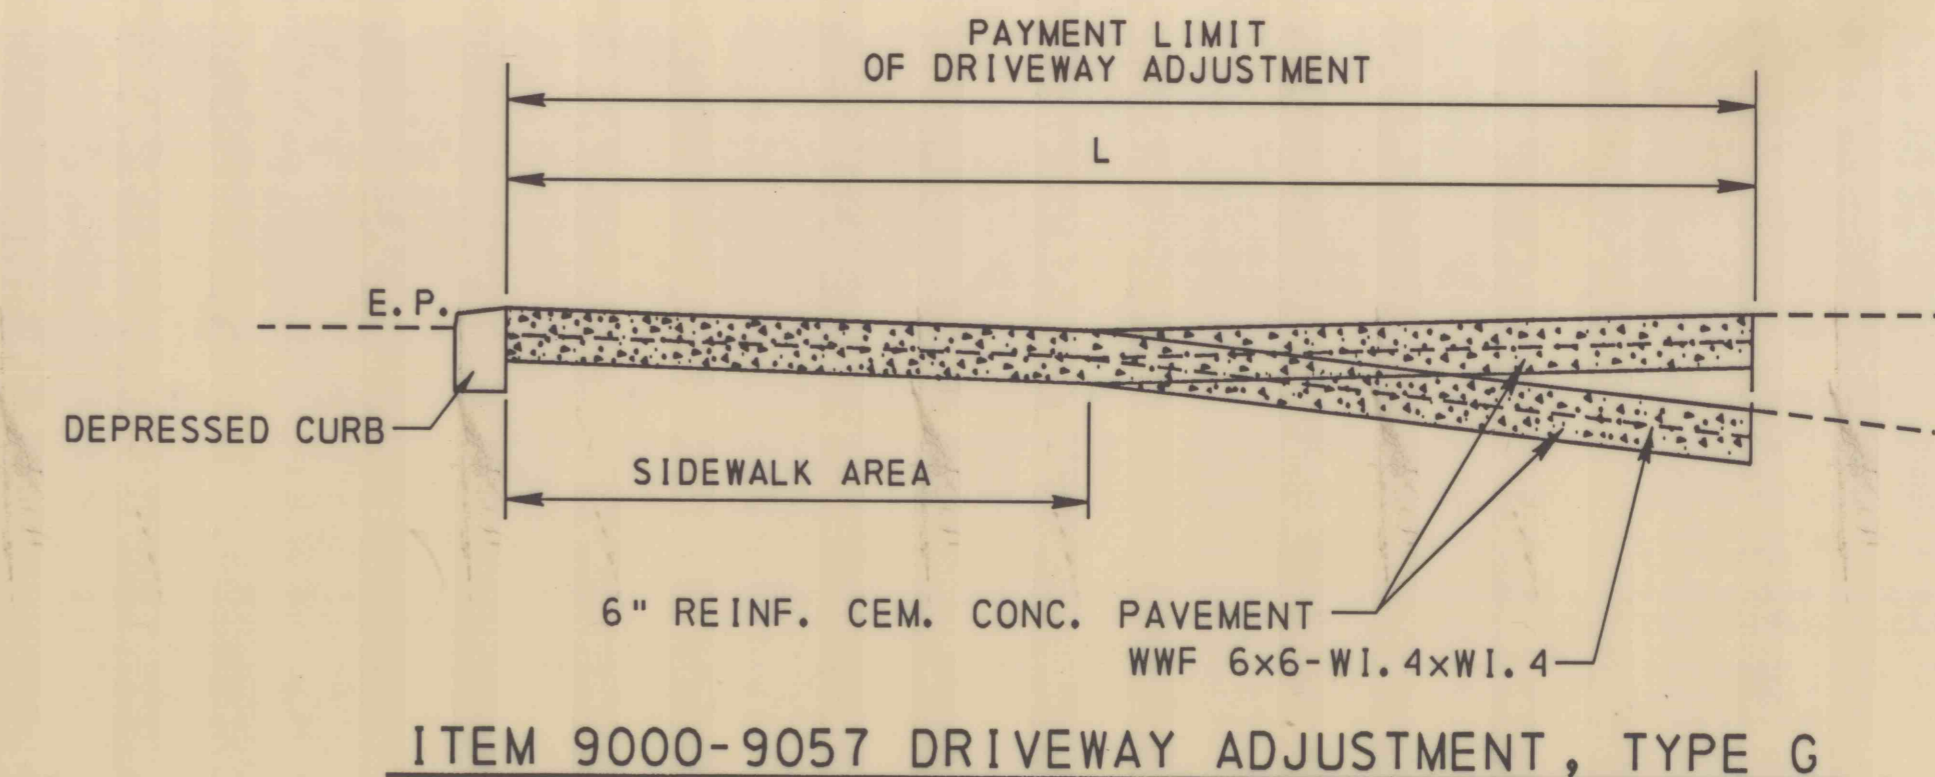 PAYMENT LIMIT
OF DRIVEWAY ADJUSTMENT
L
E.P.
DEPRESSED CURB
SIDEWALK AREA
6" REINF. CEM. CONC. PAVEMENT
WWF 6x6-WI.4xWI.4
ITEM 9000-9057 DRIVEWAY ADJUSTMENT, TYPE G